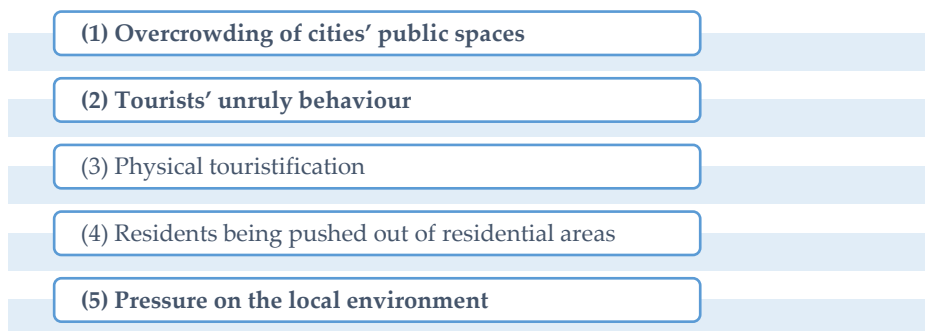 (1) Overcrowding of cities’ public spaces
(2) Tourists’ unruly behaviour
(3) Physical touristification
(4) Residents being pushed out of residential areas
(5) Pressure on the local environment